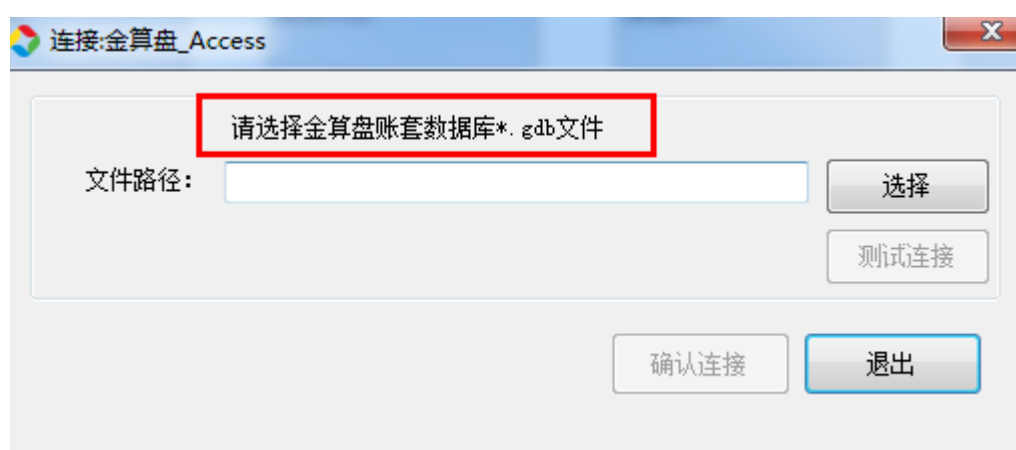 连接:金算盘_Access
请选择金算盘账套数据库*.gdb文件
文件路径:
选择
测试连接
确认连接
退出